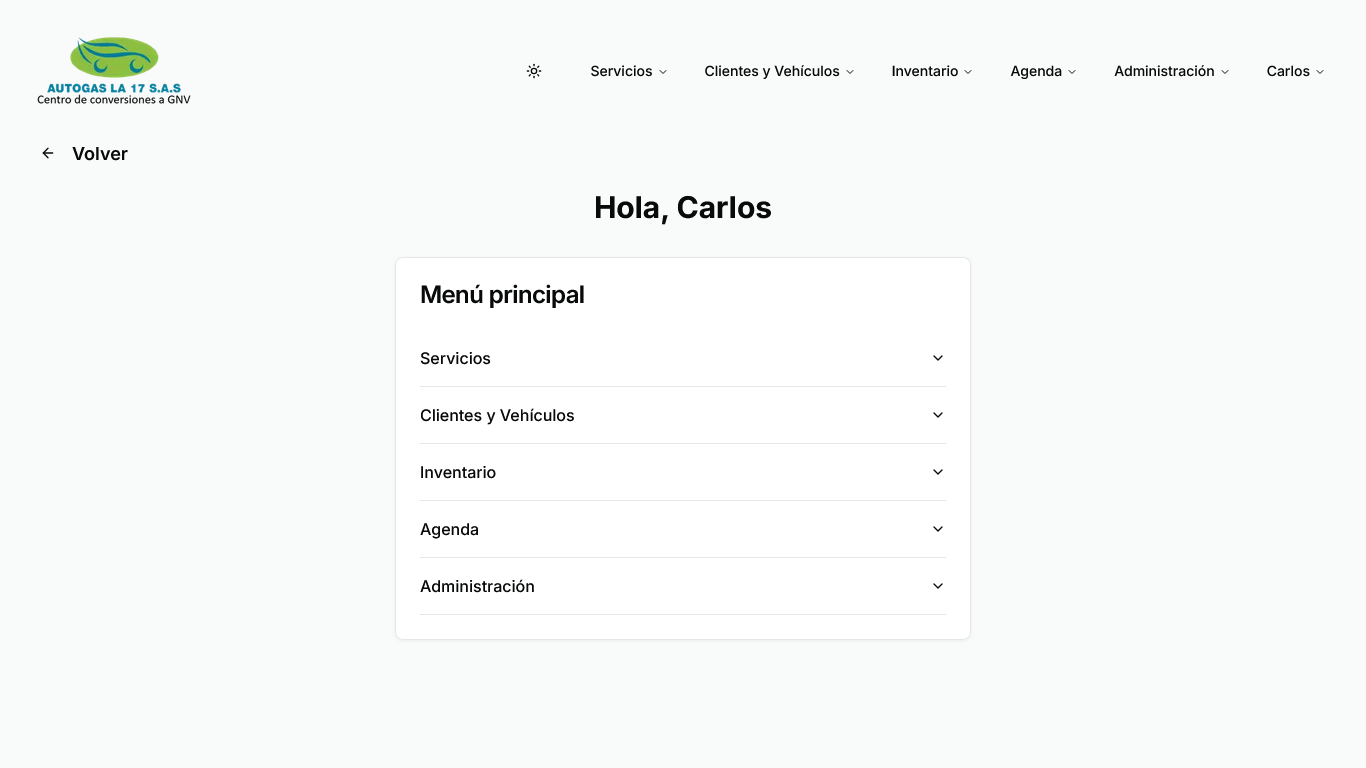 AUTOGAS LA 17 S.A.S
Centro de conversiones a GNV
Servicios
Clientes y Vehículos
Inventario
Agenda
Administración
Carlos
Volver
Hola, Carlos
Menú principal
Servicios
Clientes y Vehículos
Inventario
Agenda
Administración